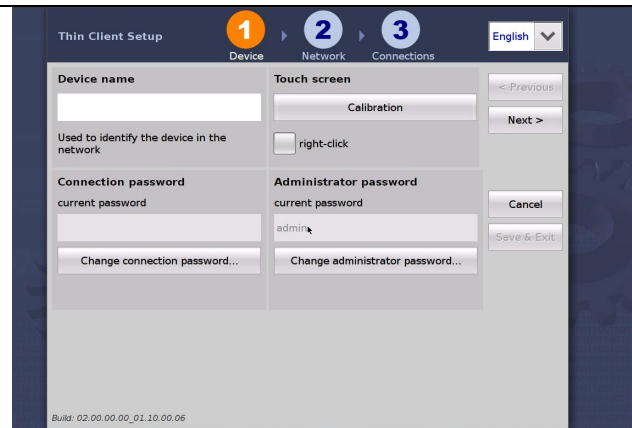 Thin Client Setup
1
2
3
Device
Network
Connections
English
Device name
Used to identify the device in the
network
Touch screen
Calibration
right-click
< Previous
Next >
Connection password
current password
Change connection password...
Administrator password
current password
admin
Change administrator password...
Cancel
Save & Exit
Build: 02.00.00.00_01.10.00.06